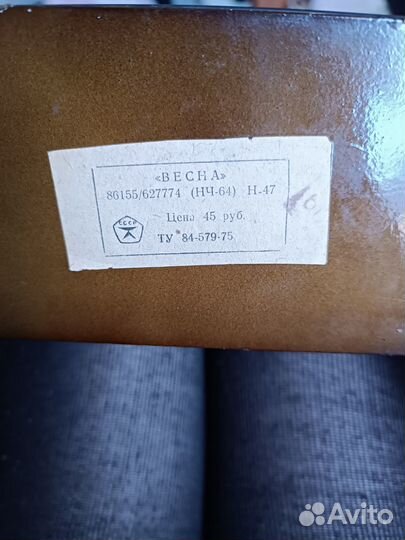 «ВЕСНА»
86155/627774 (НЧ-64) Н-47
Цена 45 руб.
СССР
ТУ 84-579-75
Avito